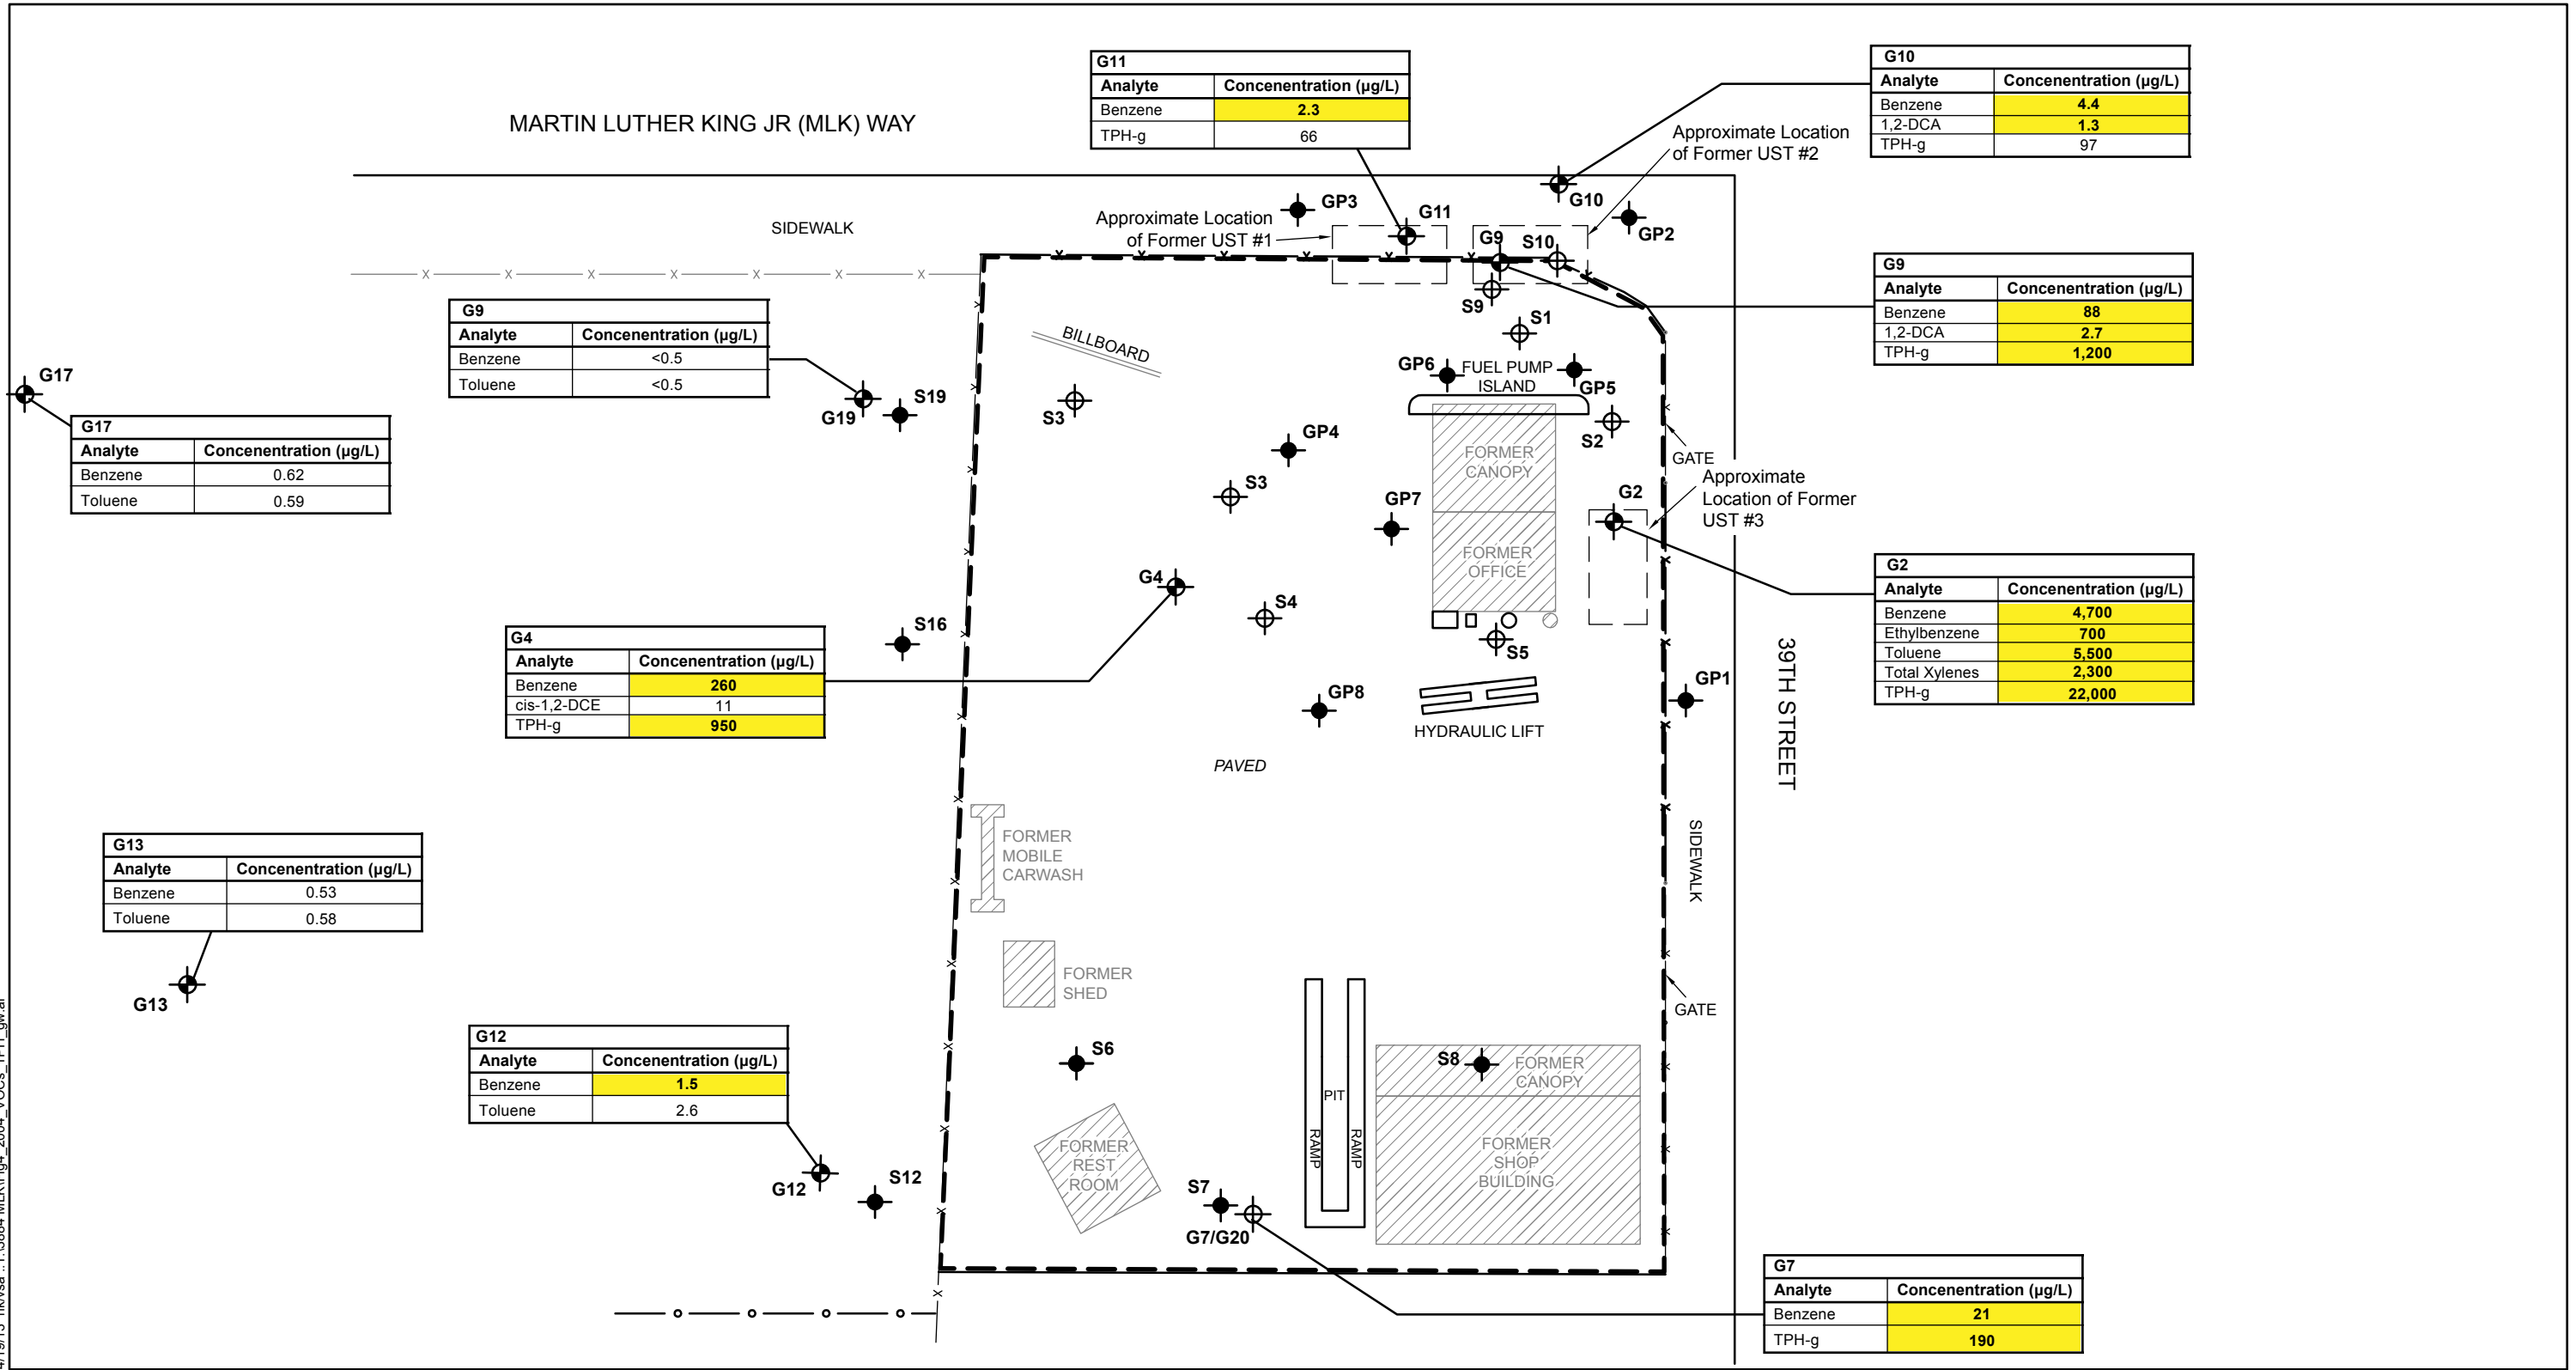 G11
Analyte Concenentration (µg/L)
Benzene 2.3
TPH-g 66
G10
Analyte Concenentration (µg/L)
Benzene 4.4
1,2-DCA 1.3
TPH-g 97
MARTIN LUTHER KING JR (MLK) WAY
Approximate Location
of Former UST #2
SIDEWALK
Approximate Location
of Former UST #1
GP3
G11
G10
GP2
G9
S10
S9
S1
G9
Analyte Concenentration (µg/L)
Benzene 88
1,2-DCA 2.7
TPH-g 1,200
G9
Analyte Concenentration (µg/L)
Benzene <0.5
Toluene <0.5
BILLBOARD
G17
G17
Analyte Concenentration (µg/L)
Benzene 0.62
Toluene 0.59
G19
S19
S3
GP6
FUEL PUMP
ISLAND
GP5
S2
GP4
FORMER
CANOPY
GATE
Approximate
Location of Former
UST #3
S3
GP7
G2
FORMER
OFFICE
G4
S4
S16
S5
G2
Analyte Concenentration (µg/L)
Benzene 4,700
Ethylbenzene 700
Toluene 5,500
Total Xylenes 2,300
TPH-g 22,000
G4
Analyte Concenentration (µg/L)
Benzene 260
cis-1,2-DCE 11
TPH-g 950
GP8
GP1
HYDRAULIC LIFT
39TH STREET
PAVED
FORMER
MOBILE
CARWASH
SIDEWALK
G13
Analyte Concenentration (µg/L)
Benzene 0.53
Toluene 0.58
G13
FORMER
SHED
GATE
G12
Analyte Concenentration (µg/L)
Benzene 1.5
Toluene 2.6
S6
S8
FORMER
CANOPY
PIT
RAMP
RAMP
FORMER
REST
ROOM
FORMER
SHOP
BUILDING
G12
S12
S7
G7/G20
G7
Analyte Concenentration (µg/L)
Benzene 21
TPH-g 190